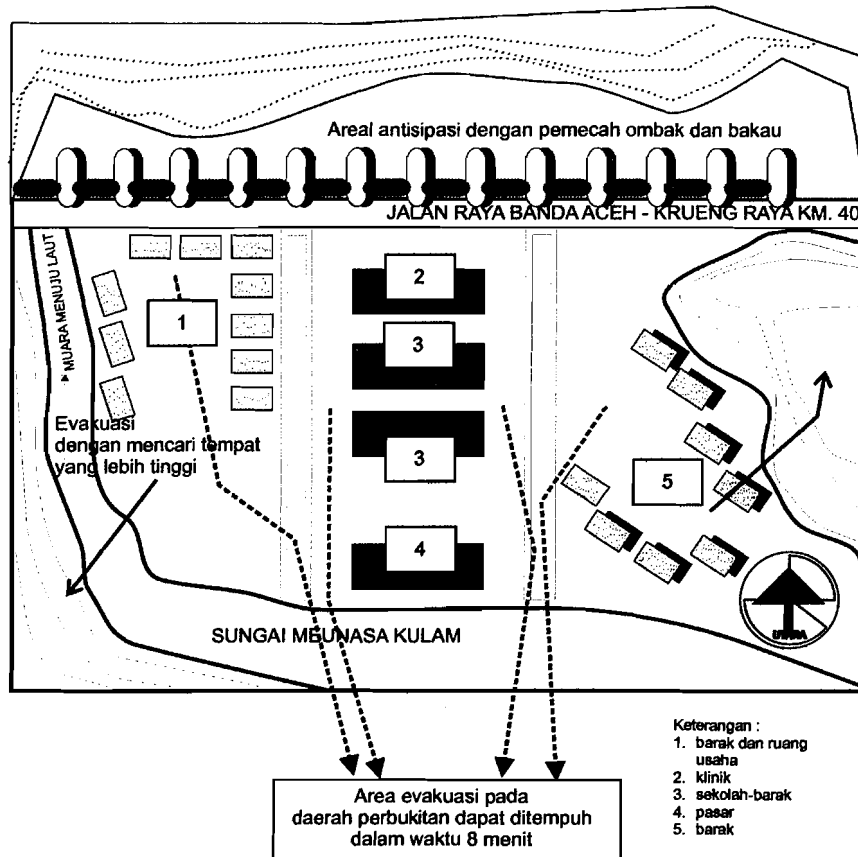 Areal antisipasi dengan pemecah ombak dan bakau
JALAN RAYA BANDA ACEH - KRUENG RAYA KM. 40
MUARA MENUJU LAUT
1
2
3
3
4
5
Evakuasi
dengan mencari tempat
yang lebih tinggi
SUNGAI MEUNASA KULAM
UTARA
Area evakuasi pada
daerah perbukitan dapat ditempuh
dalam waktu 8 menit
Keterangan :
1. barak dan ruang
usaha
2. klinik
3. sekolah-barak
4. pasar
5. barak